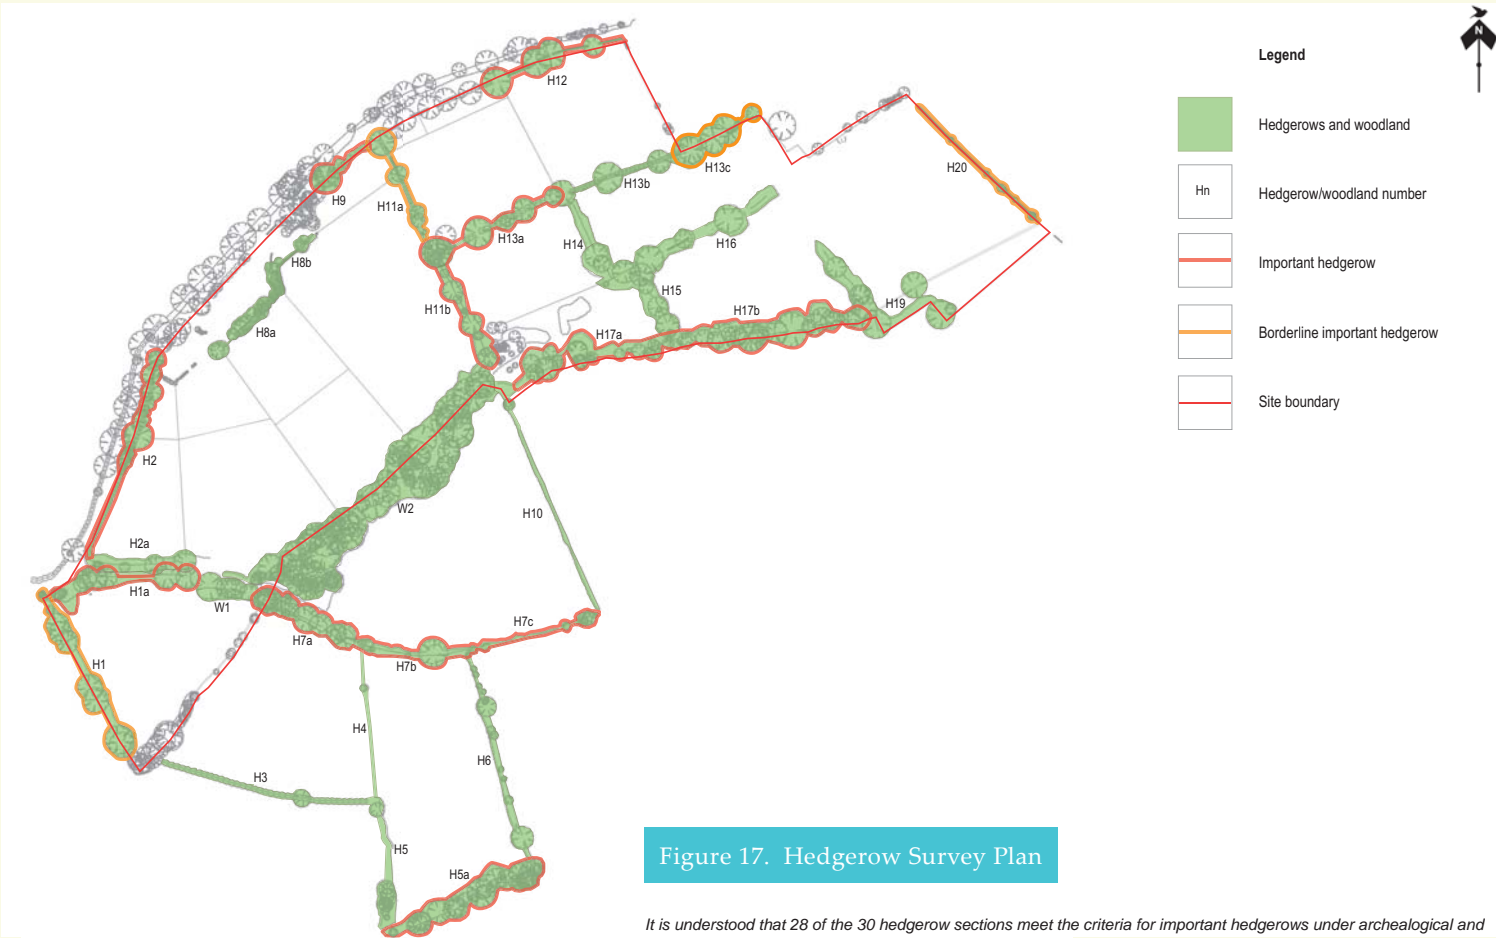 N
Legend
Hedgerows and woodland
Hn
Hedgerow/woodland number
Important hedgerow
Borderline important hedgerow
Site boundary
H12
H13c
H20
H13b
H9
H11a
H13a
H14
H16
H8b
H15
H19
H11b
H17b
H8a
H17a
H2
W2
H10
H2a
H1a
W1
H7a
H7c
H7b
H1
H4
H6
H3
H5
H5a
Figure 17. Hedgerow Survey Plan
It is understood that 28 of the 30 hedgerow sections meet the criteria for important hedgerows under archealogical and